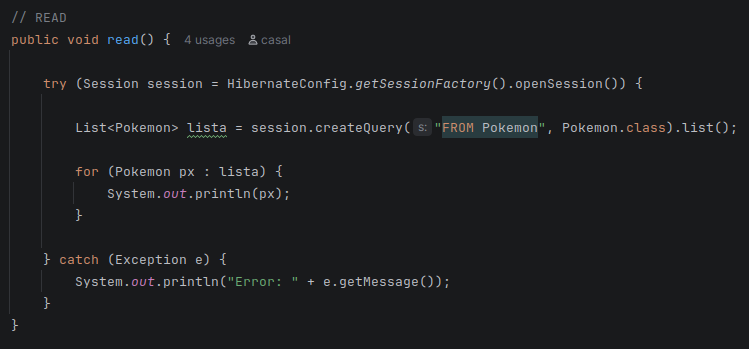 // READ
public void read() { 4 usages casal
try (Session session = HibernateConfig.getSessionFactory().openSession()) {
List<Pokemon> lista = session.createQuery( s: "FROM Pokemon", Pokemon.class).list();
for (Pokemon px : lista) {
System.out.println(px);
}
} catch (Exception e) {
System.out.println("Error: " + e.getMessage());
}
}